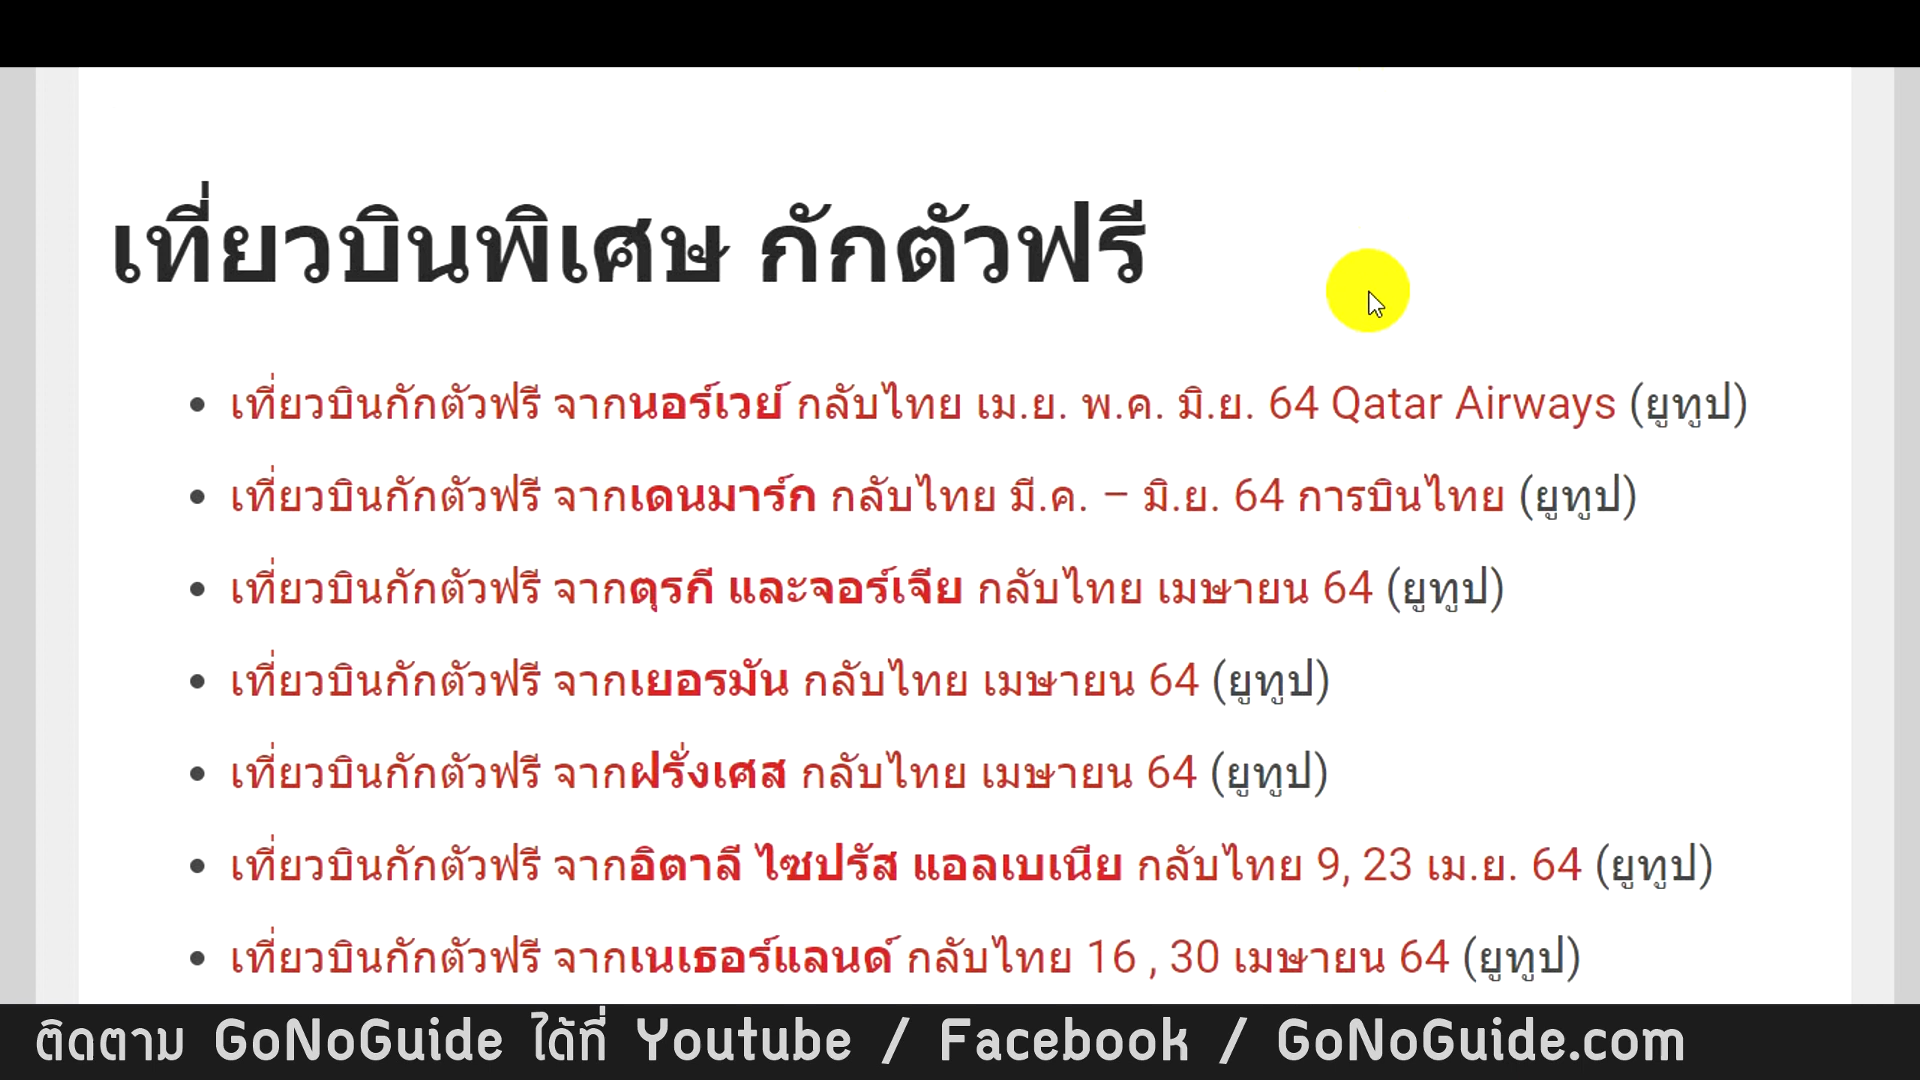 เที่ยวบินพิเศษ กักตัวฟรี
• เที่ยวบินกักตัวฟรี จากนอร์เวย์ กลับไทย เม.ย. พ.ค. มิ.ย. 64 Qatar Airways (ยูทูป)
• เที่ยวบินกักตัวฟรี จากเดนมาร์ก กลับไทย มี.ค. – มิ.ย. 64 การบินไทย (ยูทูป)
• เที่ยวบินกักตัวฟรี จากตุรกี และจอร์เจีย กลับไทย เมษายน 64 (ยูทูป)
• เที่ยวบินกักตัวฟรี จากเยอรมัน กลับไทย เมษายน 64 (ยูทูป)
• เที่ยวบินกักตัวฟรี จากฝรั่งเศส กลับไทย เมษายน 64 (ยูทูป)
• เที่ยวบินกักตัวฟรี จากอิตาลี ไซปรัส แอลเบเนีย กลับไทย 9, 23 เม.ย. 64 (ยูทูป)
• เที่ยวบินกักตัวฟรี จากเนเธอร์แลนด์ กลับไทย 16 , 30 เมษายน 64 (ยูทูป)
ติดตาม GoNoGuide ได้ที่ Youtube / Facebook / GoNoGuide.com